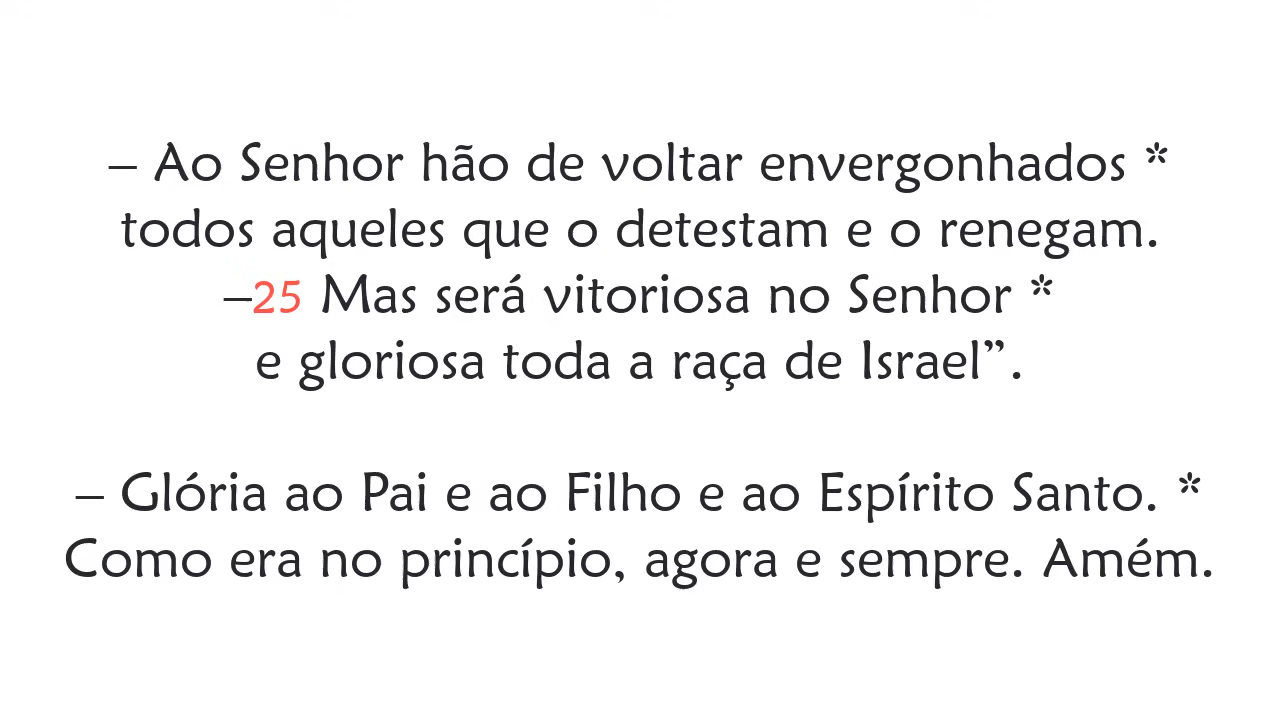 – Ao Senhor hão de voltar envergonhados *
todos aqueles que o detestam e o renegam.
–25 Mas será vitoriosa no Senhor *
e gloriosa toda a raça de Israel”.
– Glória ao Pai e ao Filho e ao Espírito Santo. *
Como era no princípio, agora e sempre. Amém.